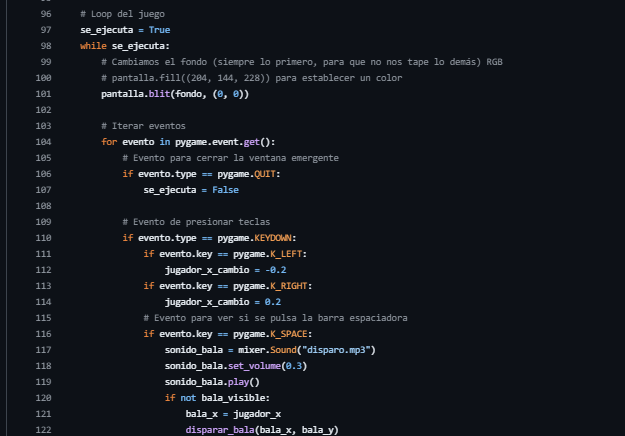 96 # Loop del juego
97 se_ejecuta = True
98 while se_ejecuta:
99 # Cambiamos el fondo (siempre lo primero, para que no nos tape lo demás) RGB
100 # pantalla.fill((204, 144, 228)) para establecer un color
101 pantalla.blit(fondo, (0, 0))
102
103 # Iterar eventos
104 for evento in pygame.event.get():
105 # Evento para cerrar la ventana emergente
106 if evento.type == pygame.QUIT:
107 se_ejecuta = False
108
109 # Evento de presionar teclas
110 if evento.type == pygame.KEYDOWN:
111 if evento.key == pygame.K_LEFT:
112 jugador_x_cambio = -0.2
113 if evento.key == pygame.K_RIGHT:
114 jugador_x_cambio = 0.2
115 # Evento para ver si se pulsa la barra espaciadora
116 if evento.key == pygame.K_SPACE:
117 sonido_bala = mixer.Sound("disparo.mp3")
118 sonido_bala.set_volume(0.3)
119 sonido_bala.play()
120 if not bala_visible:
121 bala_x = jugador_x
122 disparar_bala(bala_x, bala_y)